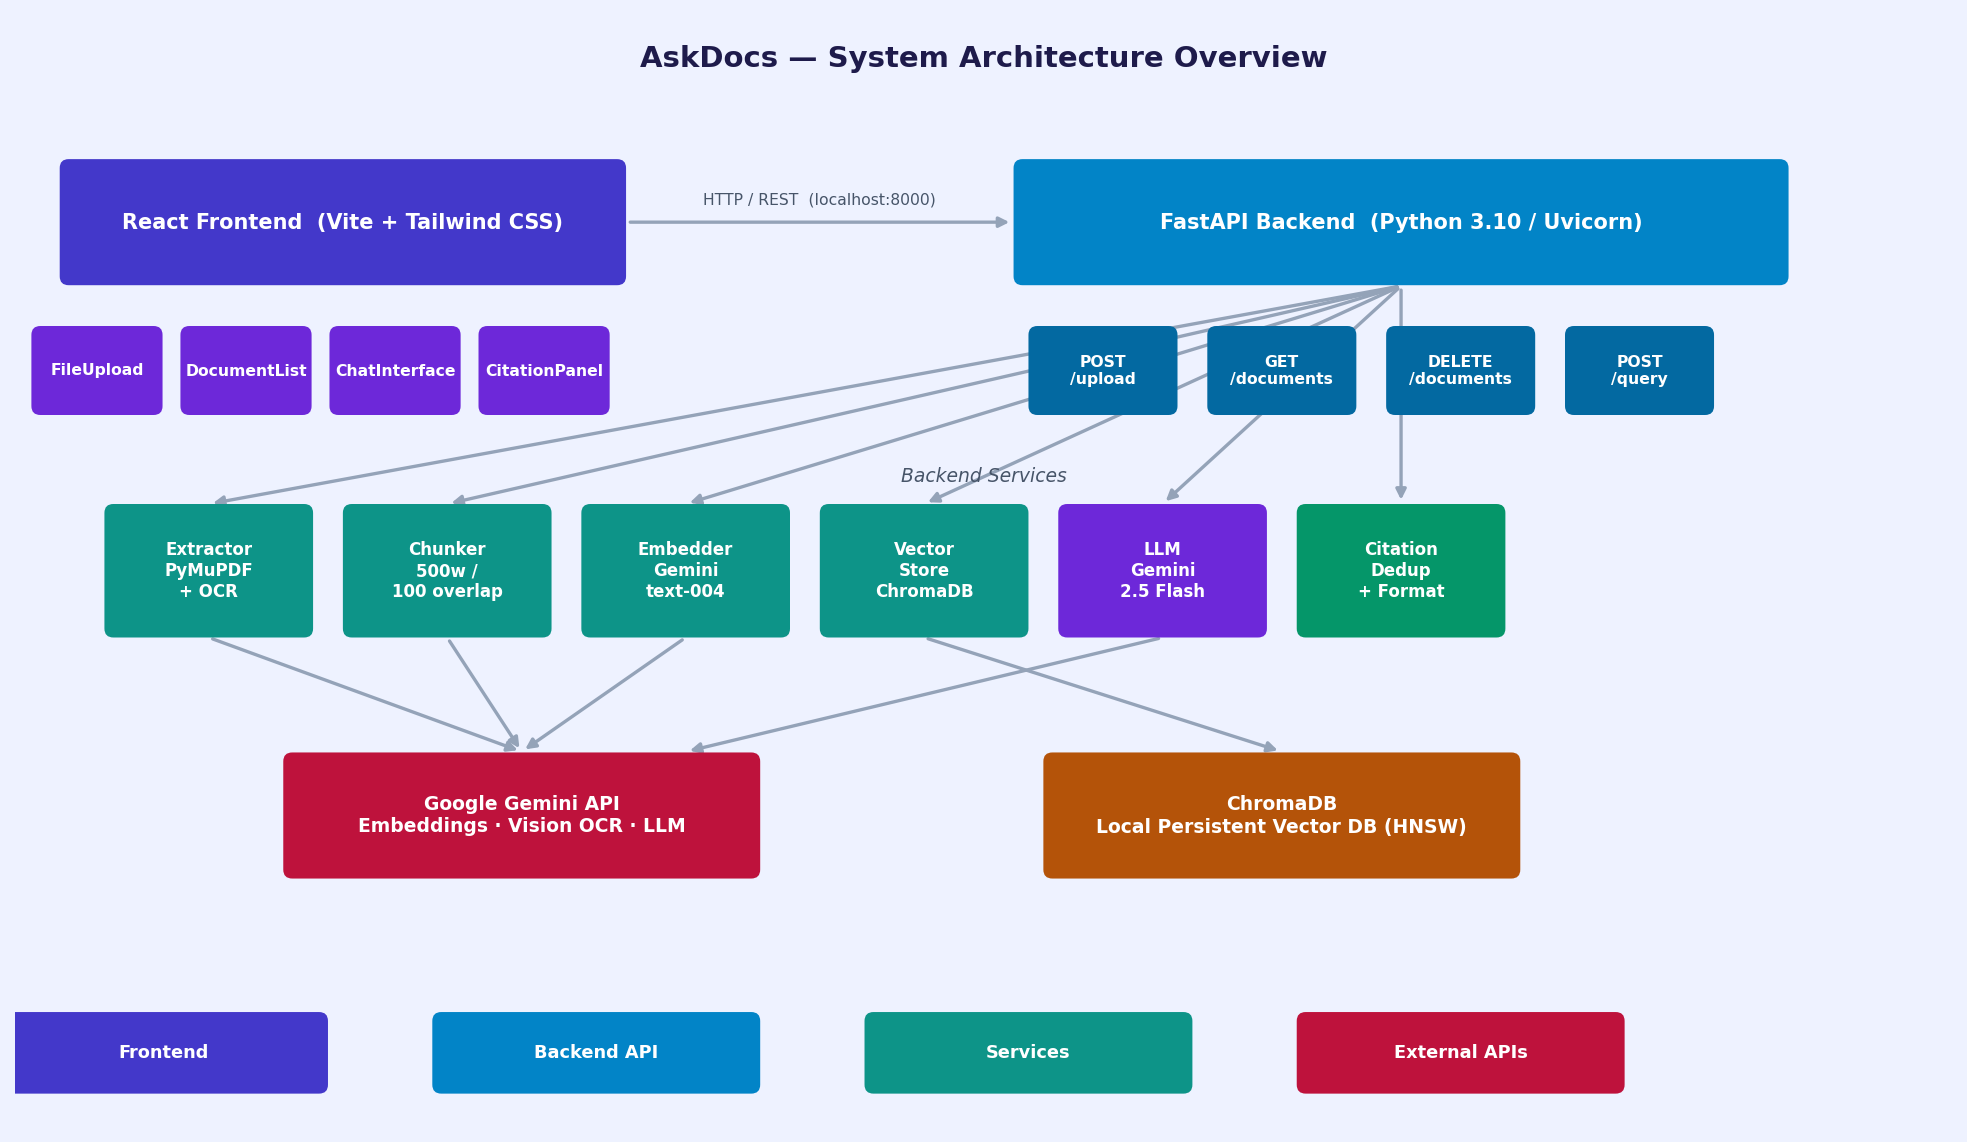 AskDocs — System Architecture Overview
React Frontend  (Vite + Tailwind CSS)
HTTP / REST  (localhost:8000)
FastAPI Backend  (Python 3.10 / Uvicorn)
FileUpload
DocumentList
ChatInterface
CitationPanel
POST
/upload
GET
/documents
DELETE
/documents
POST
/query
Backend Services
Extractor
PyMuPDF
+ OCR
Chunker
500w /
100 overlap
Embedder
Gemini
text-004
Vector
Store
ChromaDB
LLM
Gemini
2.5 Flash
Citation
Dedup
+ Format
Google Gemini API
Embeddings · Vision OCR · LLM
ChromaDB
Local Persistent Vector DB (HNSW)
Frontend
Backend API
Services
External APIs